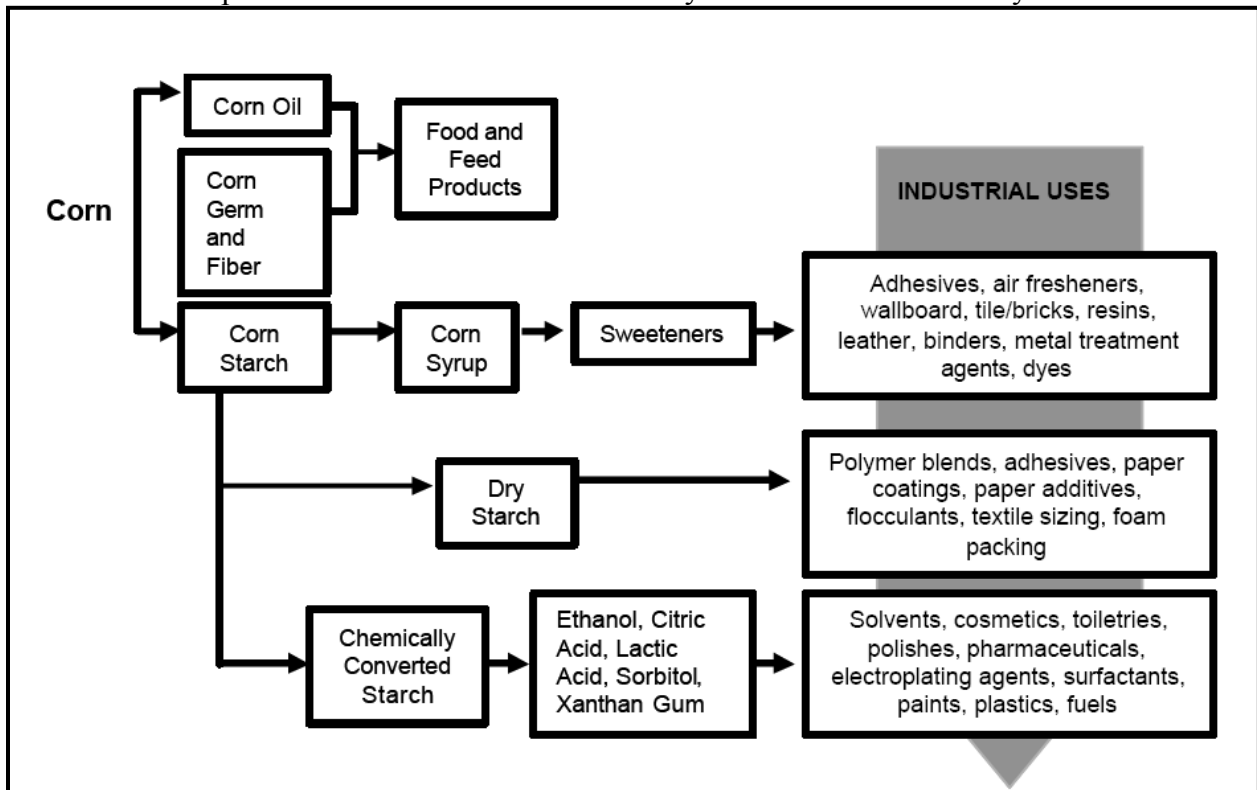 Corn Oil
Food and
Feed
Products
Corn
Germ
and
Fiber
Corn
INDUSTRIAL USES
Adhesives, air fresheners,
wallboard, tile/bricks, resins,
leather, binders, metal treatment
agents, dyes
Corn
Starch
Corn
Syrup
Sweeteners
Dry
Starch
Polymer blends, adhesives, paper
coatings, paper additives,
flocculants, textile sizing, foam
packing
Chemically
Converted
Starch
Ethanol, Citric
Acid, Lactic
Acid, Sorbitol,
Xanthan Gum
Solvents, cosmetics, toiletries,
polishes, pharmaceuticals,
electroplating agents, surfactants,
paints, plastics, fuels